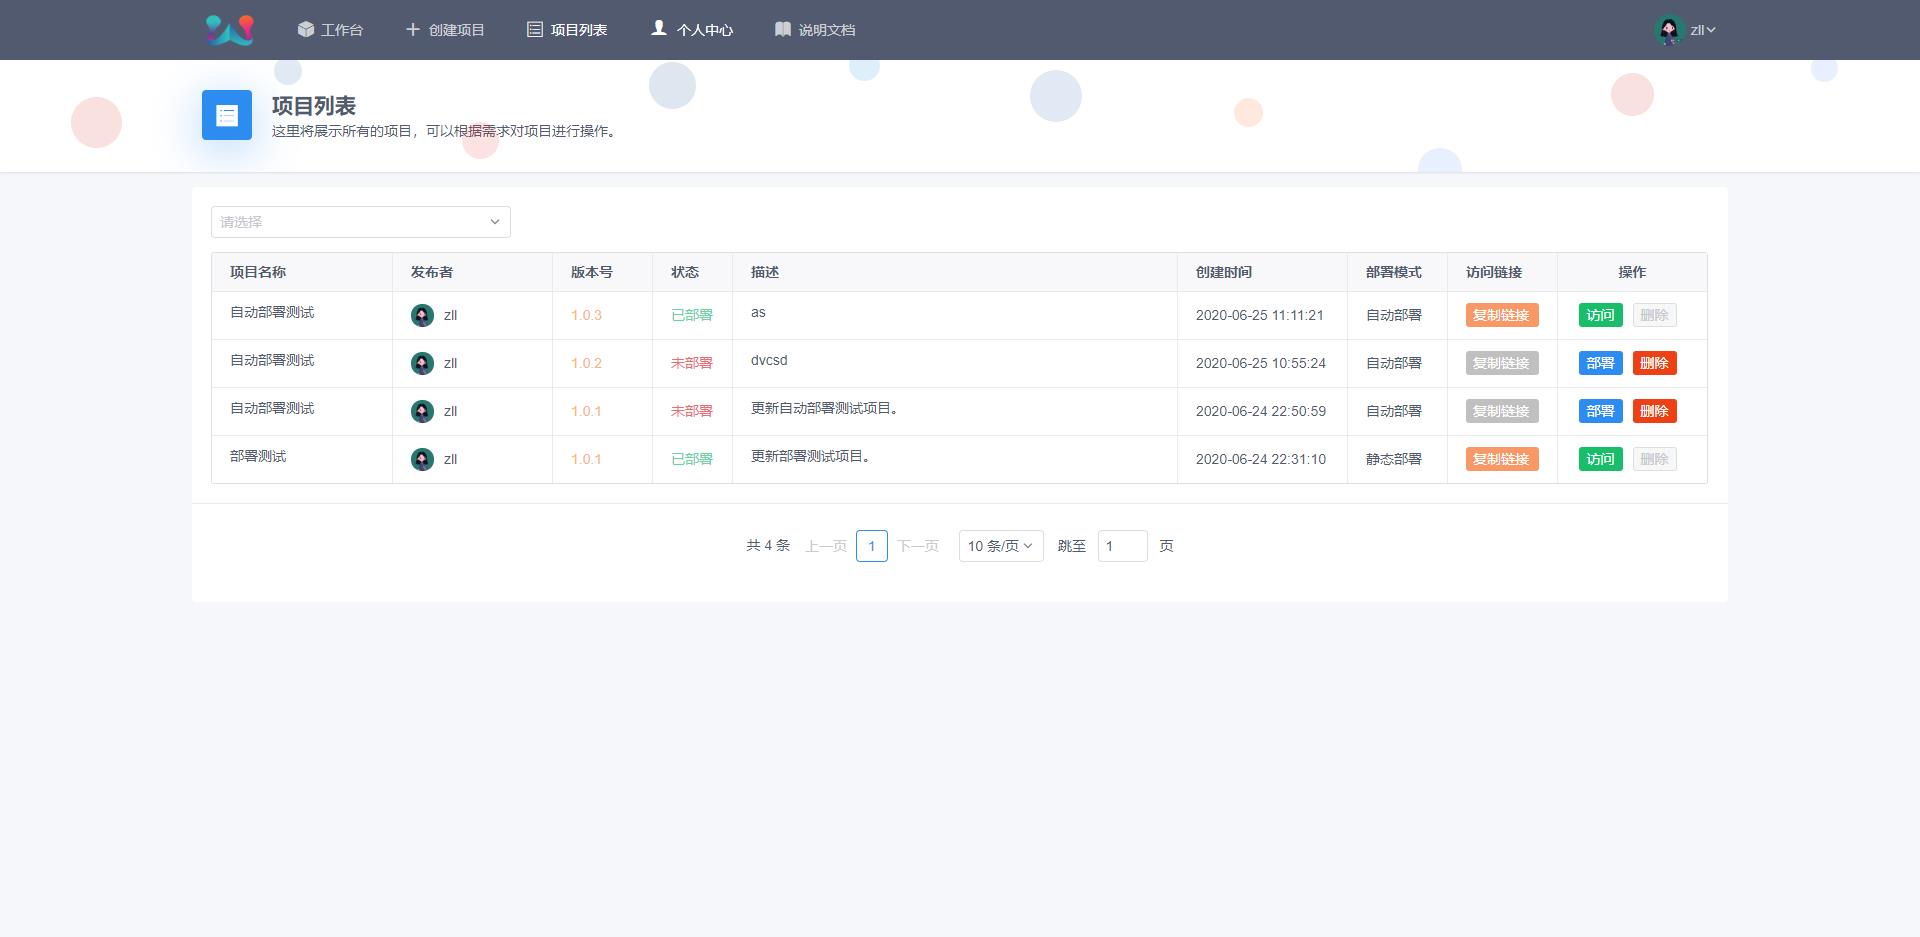 工作台 创建项目 项目列表 个人中心 说明文档 zll
项目列表
这里将展示所有的项目，可以根据需求对项目进行操作。
请选择
项目名称 发布者 版本号 状态 描述 创建时间 部署模式 访问链接 操作
自动部署测试 zll 1.0.3 已部署 as 2020-06-25 11:11:21 自动部署 复制链接 访问 删除
自动部署测试 zll 1.0.2 未部署 dvcsd 2020-06-25 10:55:24 自动部署 复制链接 部署 删除
自动部署测试 zll 1.0.1 未部署 更新自动部署测试项目。 2020-06-24 22:50:59 自动部署 复制链接 部署 删除
部署测试 zll 1.0.1 已部署 更新部署测试项目。 2020-06-24 22:31:10 静态部署 复制链接 访问 删除
共 4 条 上一页 1 下一页 10 条/页 跳至 1 页